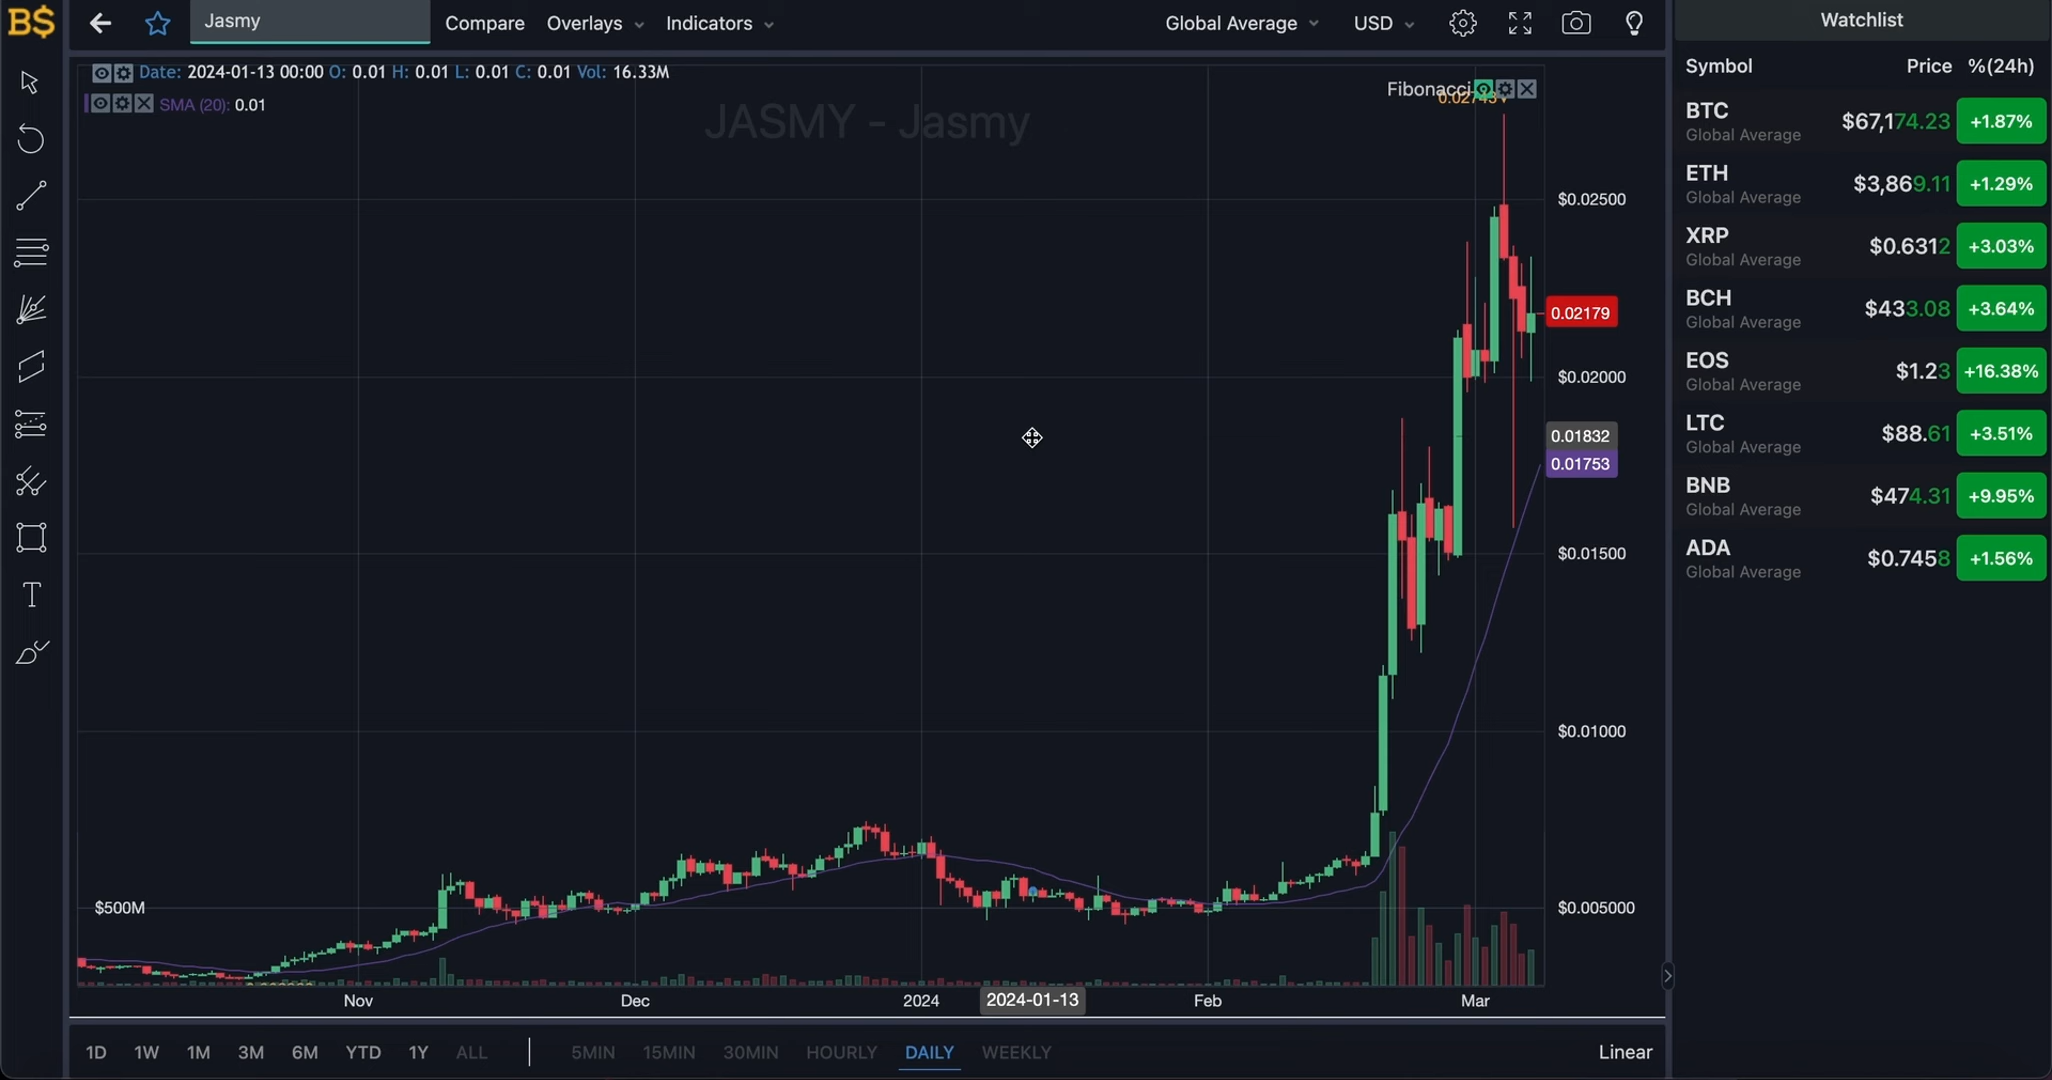 B$
Jasmy
Compare
Overlays
Indicators
Global Average
USD
Watchlist
Date: 2024-01-13 00:00 O: 0.01 H: 0.01 L: 0.01 C: 0.01 Vol: 16.33M
SMA (20): 0.01
JASMY - Jasmy
Fibonacci
0.02743
$0.02500
0.02179
$0.02000
0.01832
0.01753
$0.01500
$0.01000
$500M
$0.005000
Nov
Dec
2024
2024-01-13
Feb
Mar
1D
1W
1M
3M
6M
YTD
1Y
ALL
5MIN
15MIN
30MIN
HOURLY
DAILY
WEEKLY
Linear
Symbol Price %(24h)
BTC $67,174.23 +1.87%
Global Average
ETH $3,869.11 +1.29%
Global Average
XRP $0.6312 +3.03%
Global Average
BCH $433.08 +3.64%
Global Average
EOS $1.23 +16.38%
Global Average
LTC $88.61 +3.51%
Global Average
BNB $474.31 +9.95%
Global Average
ADA $0.7458 +1.56%
Global Average